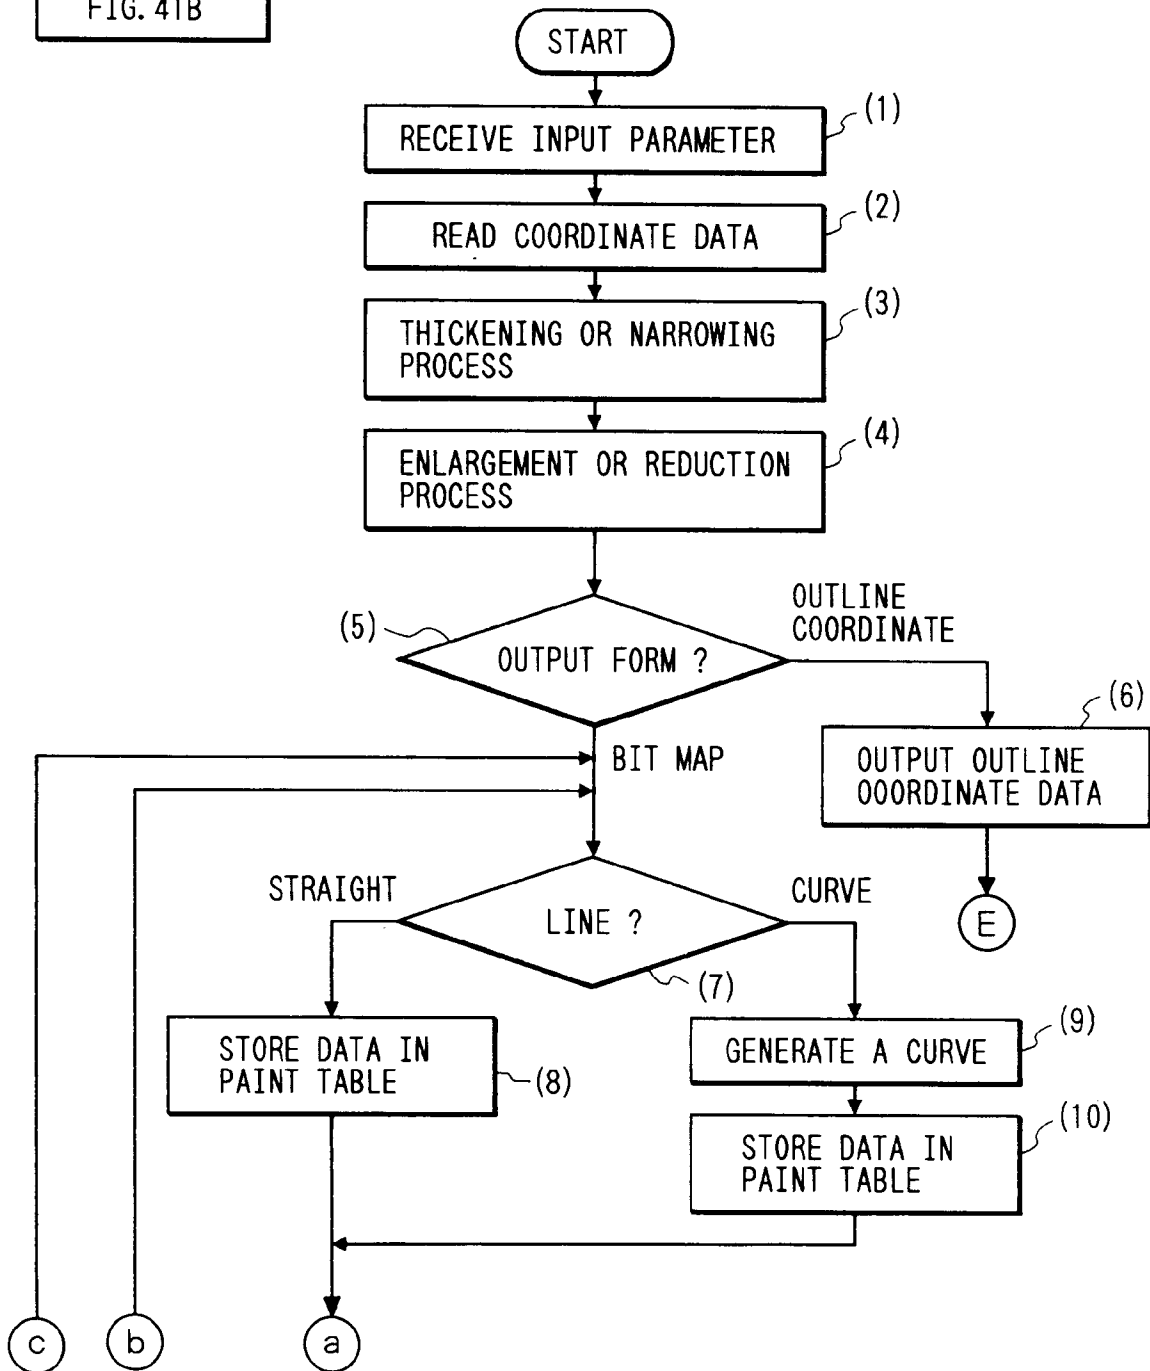 FIG. 41B
START
(1)
RECEIVE INPUT PARAMETER
(2)
READ COORDINATE DATA
(3)
THICKENING OR NARROWING
PROCESS
(4)
ENLARGEMENT OR REDUCTION
PROCESS
(5)
OUTPUT FORM ?
OUTLINE
COORDINATE
(6)
OUTPUT OUTLINE
OOORDINATE DATA
BIT MAP
E
STRAIGHT
LINE ?
CURVE
(7)
STORE DATA IN
PAINT TABLE
(8)
(9)
GENERATE A CURVE
(10)
STORE DATA IN
PAINT TABLE
c
b
a